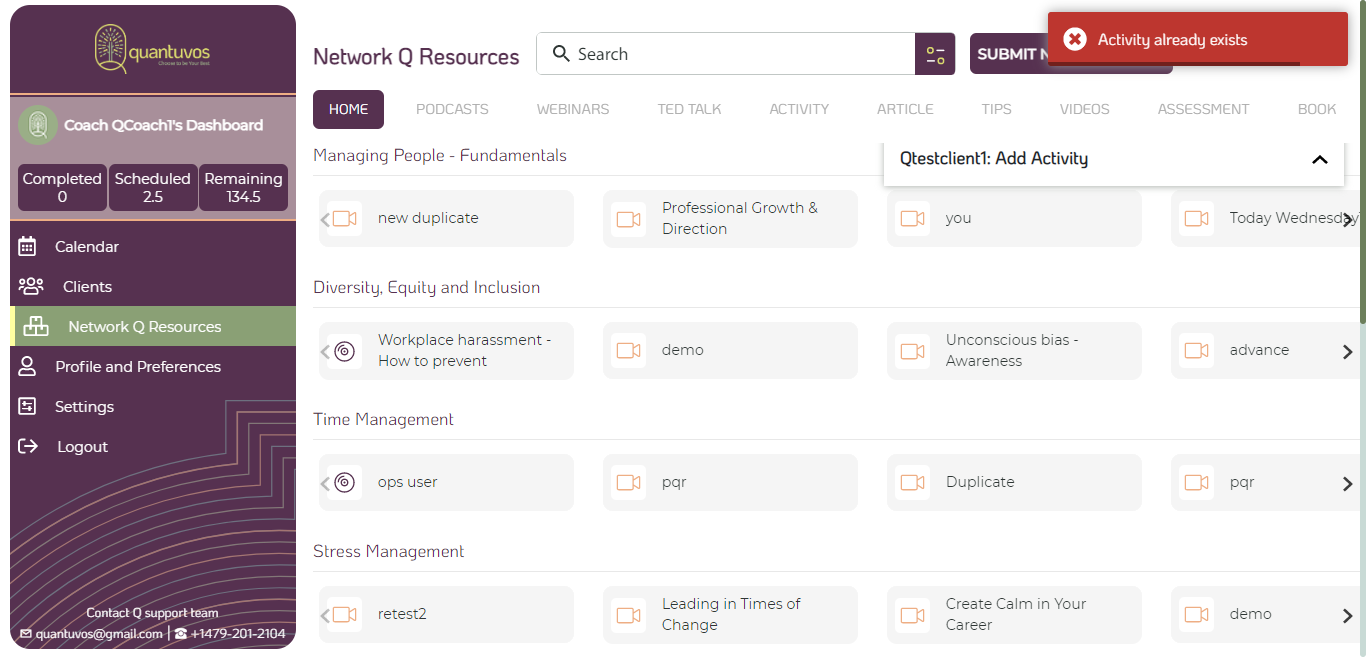 quantuvos
Choose to be Your Best
Coach QCoach1's Dashboard
Completed
0
Scheduled
2.5
Remaining
134.5
Calendar
Clients
Network Q Resources
Profile and Preferences
Settings
Logout
Contact Q support team
quantuvos@gmail.com | +1479-201-2104
Network Q Resources
Search
SUBMIT
Activity already exists
HOME
PODCASTS
WEBINARS
TED TALK
ACTIVITY
ARTICLE
TIPS
VIDEOS
ASSESSMENT
BOOK
Qtestclient1: Add Activity
Managing People - Fundamentals
new duplicate
Professional Growth &
Direction
you
Today Wednesday
Diversity, Equity and Inclusion
Workplace harassment -
How to prevent
demo
Unconscious bias -
Awareness
advance
Time Management
ops user
pqr
Duplicate
pqr
Stress Management
retest2
Leading in Times of
Change
Create Calm in Your
Career
demo